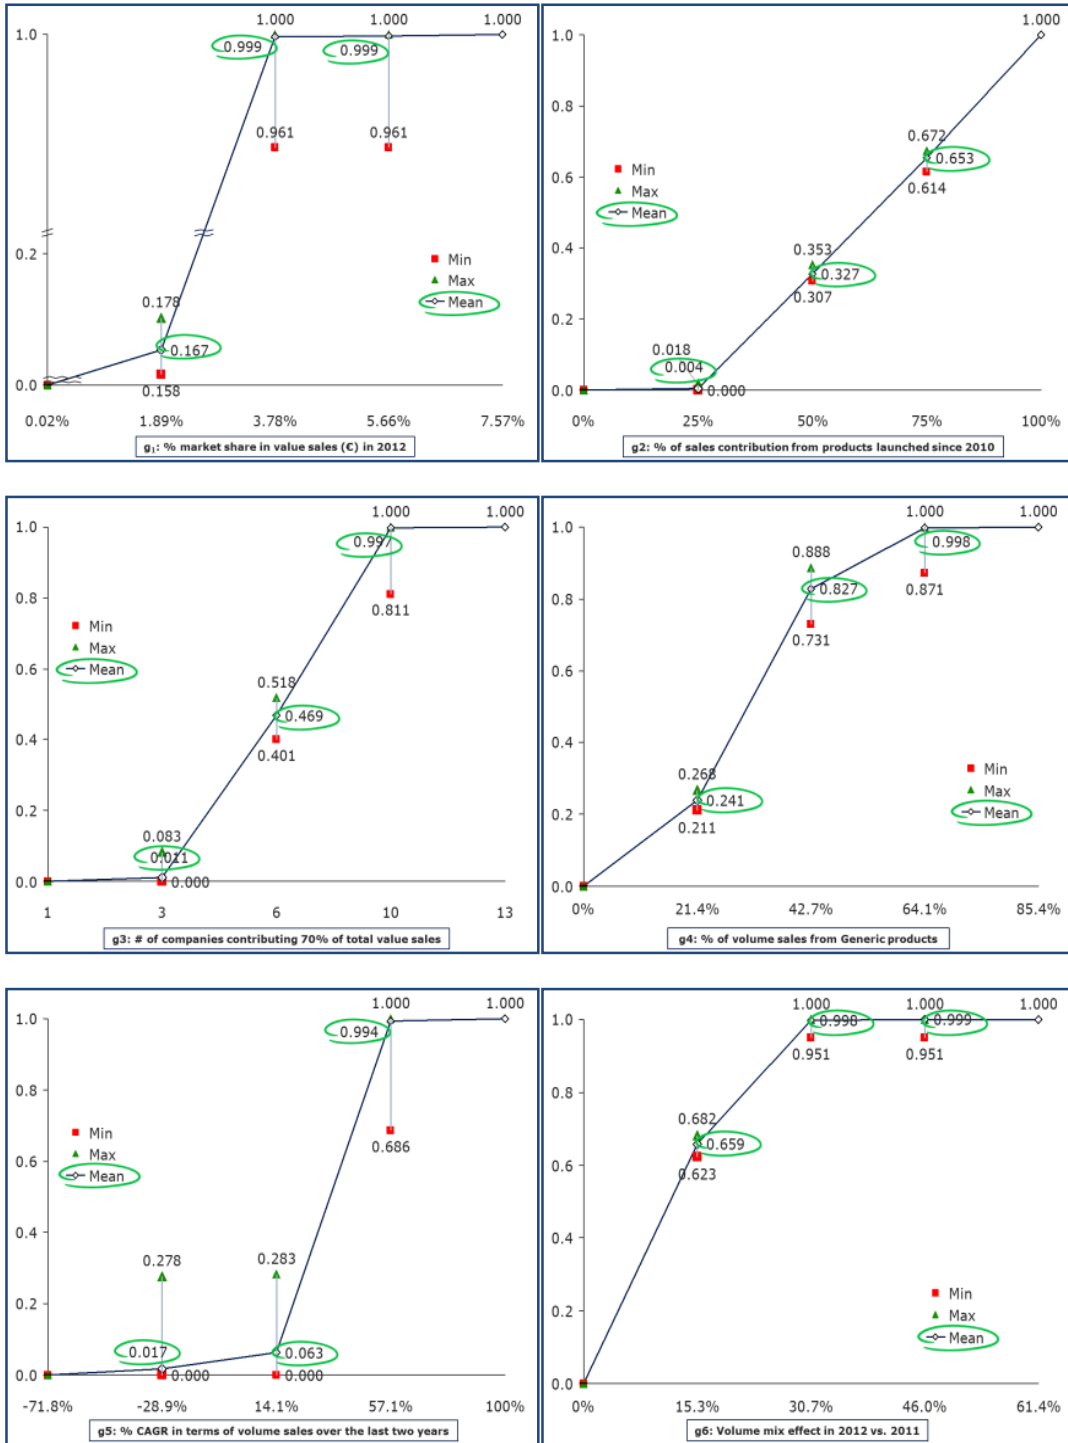 1.000 1.000 1.000
1.0
0.999 0.999
0.961 0.961
0.2
Min
Max
Mean
0.178
0.167
0.158
0.0
0.02% 1.89% 3.78% 5.66% 7.57%
g1: % market share in value sales (€) in 2012
1.000
1.0
0.8
0.672
0.653
0.614
0.6
Min
Max
Mean
0.4
0.353
0.327
0.307
0.2
0.018
0.004
0.000
0.0
0% 25% 50% 75% 100%
g2: % of sales contribution from products launched since 2010
1.000 1.000
1.0
0.997
0.8
0.811
Min
Max
Mean
0.6
0.518
0.469
0.401
0.4
0.2
0.083
0.011
0.000
0.0
1 3 6 10 13
g3: # of companies contributing 70% of total value sales
1.000 1.000
1.0
0.998
0.888
0.871
0.827
0.8
0.731
0.6
0.4
Min
Max
Mean
0.268
0.241
0.211
0.2
0.0
0% 21.4% 42.7% 64.1% 85.4%
g4: % of volume sales from Generic products
1.000 1.000
1.0
0.994
0.8
0.686
Min
Max
Mean
0.6
0.4
0.278 0.283
0.2
0.017 0.063
0.000 0.000
0.0
-71.8% -28.9% 14.1% 57.1% 100%
g5: % CAGR in terms of volume sales over the last two years
1.000 1.000
1.0
0.998 0.999
0.951 0.951
0.8
0.682
0.659
0.623
0.6
0.4
0.2
Min
Max
Mean
0.0
0% 15.3% 30.7% 46.0% 61.4%
g6: Volume mix effect in 2012 vs. 2011